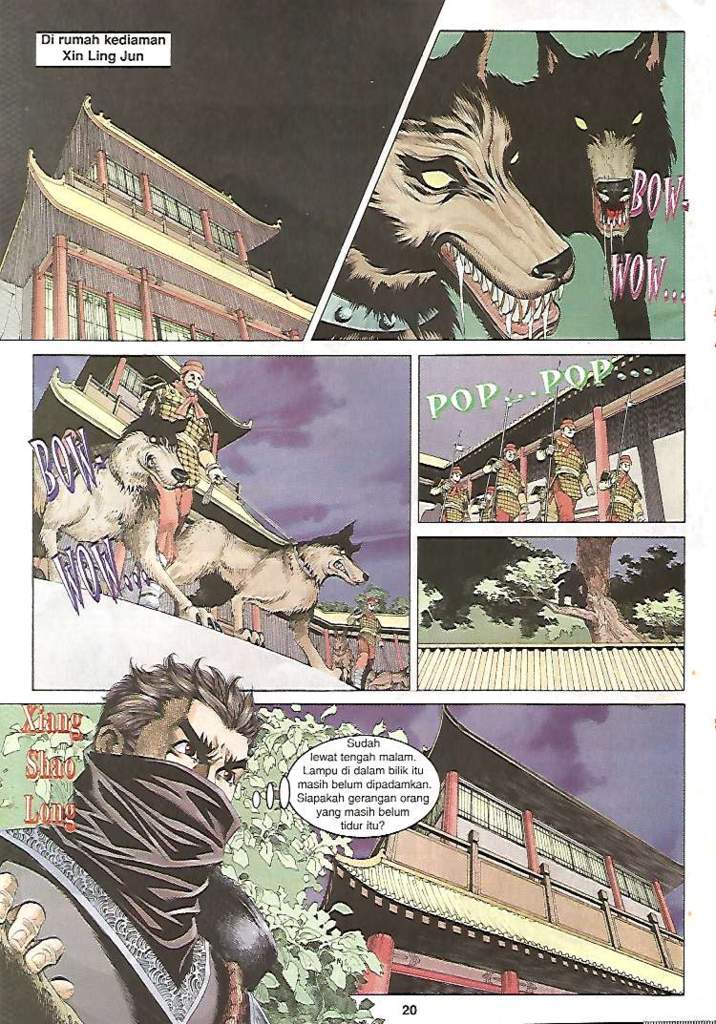 Di rumah kediaman
Xin Ling Jun
BOW-
WOW...
BOW-
WOW...
POP...POP...
Xiang
Shao
Long
Sudah
lewat tengah malam.
Lampu di dalam bilik itu
masih belum dipadamkan.
Siapakah gerangan orang
yang masih belum
tidur itu?
20